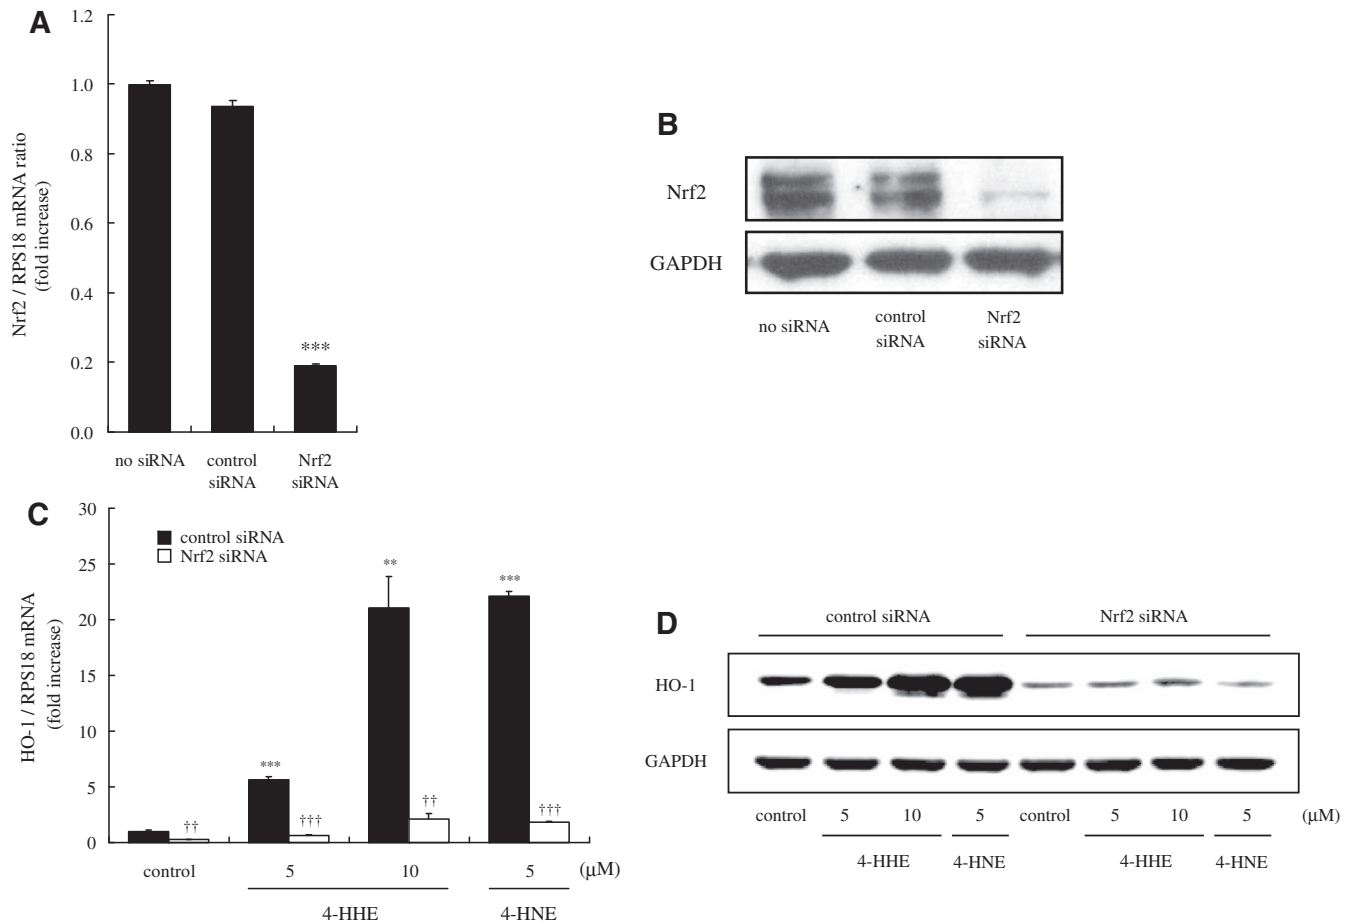 A
Nrf2 / RPS18 mRNA ratio
(fold increase)
1.2
1.0
0.8
0.6
0.4
0.2
0.0
***
no siRNA
control
siRNA
Nrf2
siRNA
B
Nrf2
GAPDH
no siRNA
control
siRNA
Nrf2
siRNA
C
HO-1 / RPS18 mRNA
(fold increase)
30
25
20
15
10
5
0
control siRNA
Nrf2 siRNA
††
***
†††
**
††
***
†††
control 5 10 5 (μM)
4-HHE 4-HNE
D
control siRNA Nrf2 siRNA
HO-1
GAPDH
control 5 10 5 control 5 10 5 (μM)
4-HHE 4-HNE 4-HHE 4-HNE